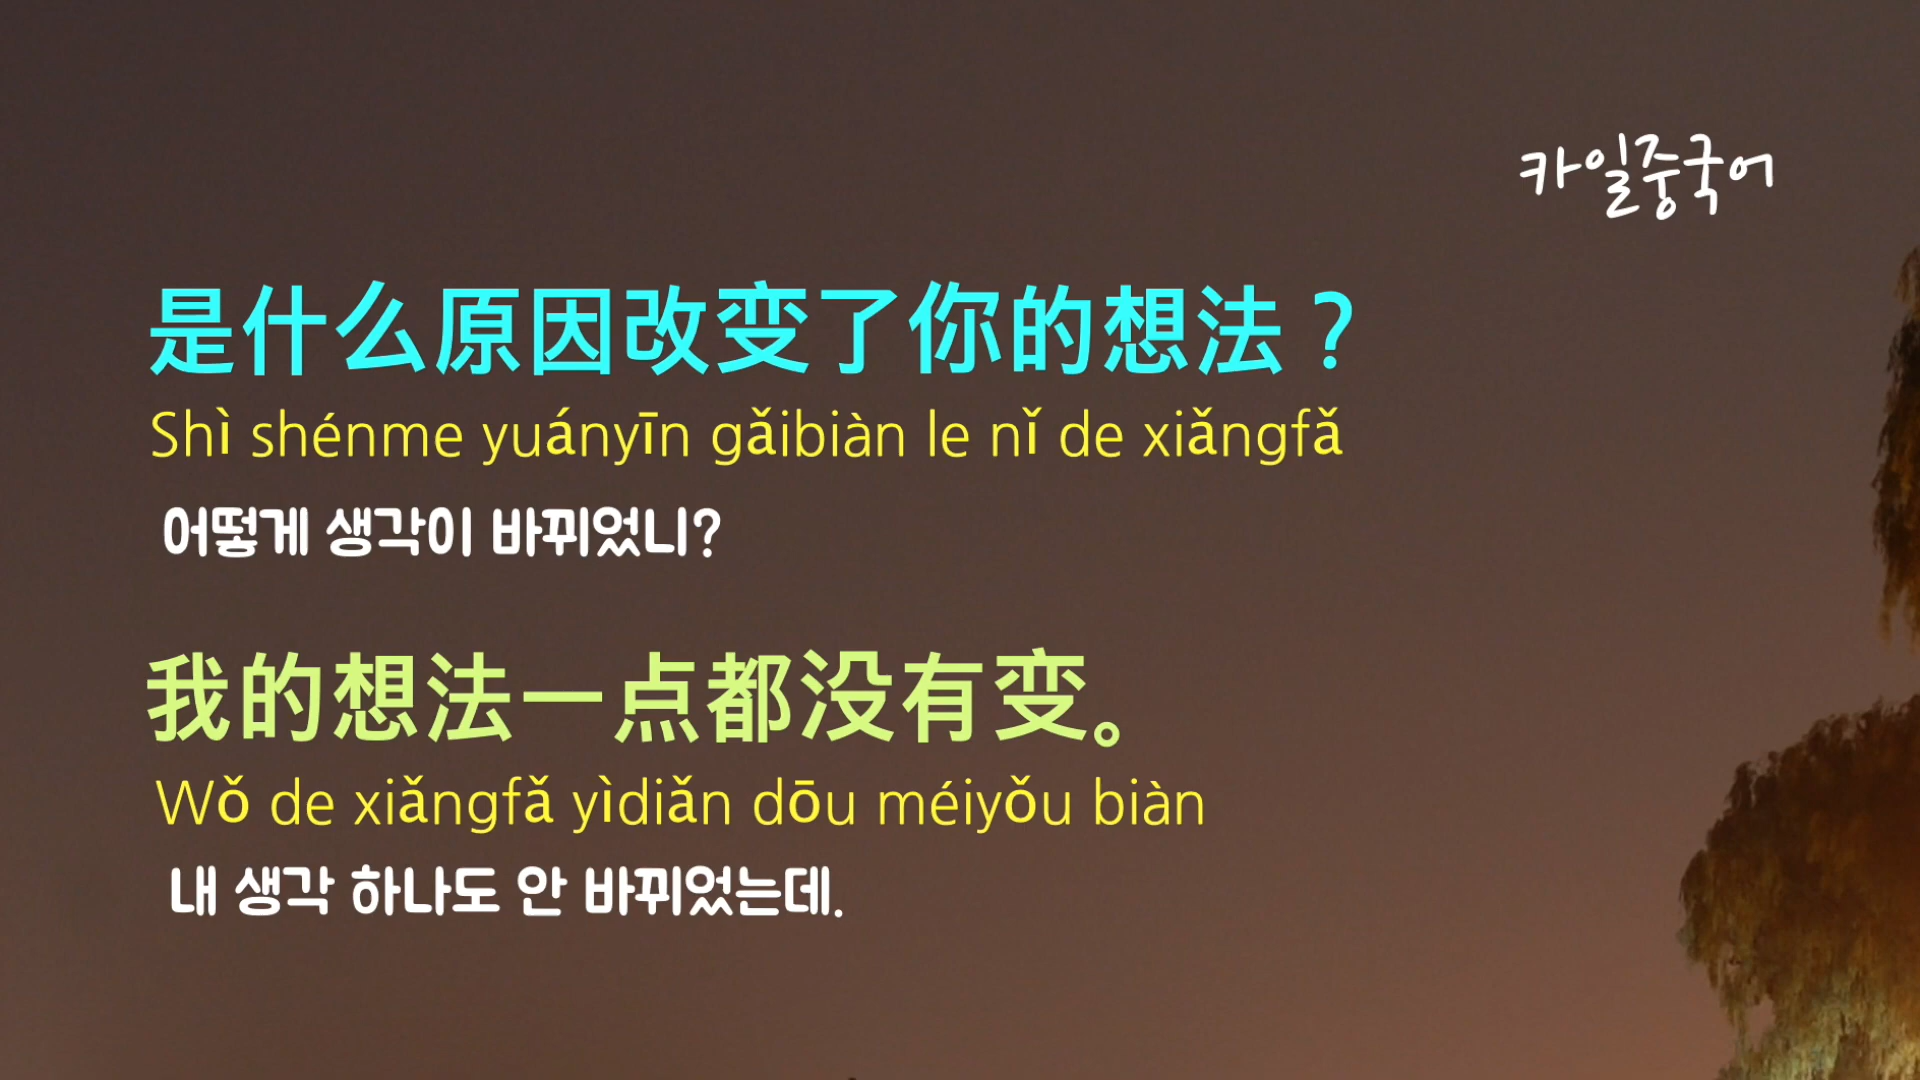 카일중국어
是什么原因改变了你的想法？
Shì shénme yuányīn gǎibiàn le nǐ de xiǎngfǎ
어떻게 생각이 바뀌었니?
我的想法一点都没有变。
Wǒ de xiǎngfǎ yìdiǎn dōu méiyǒu biàn
내 생각 하나도 안 바뀌었는데.